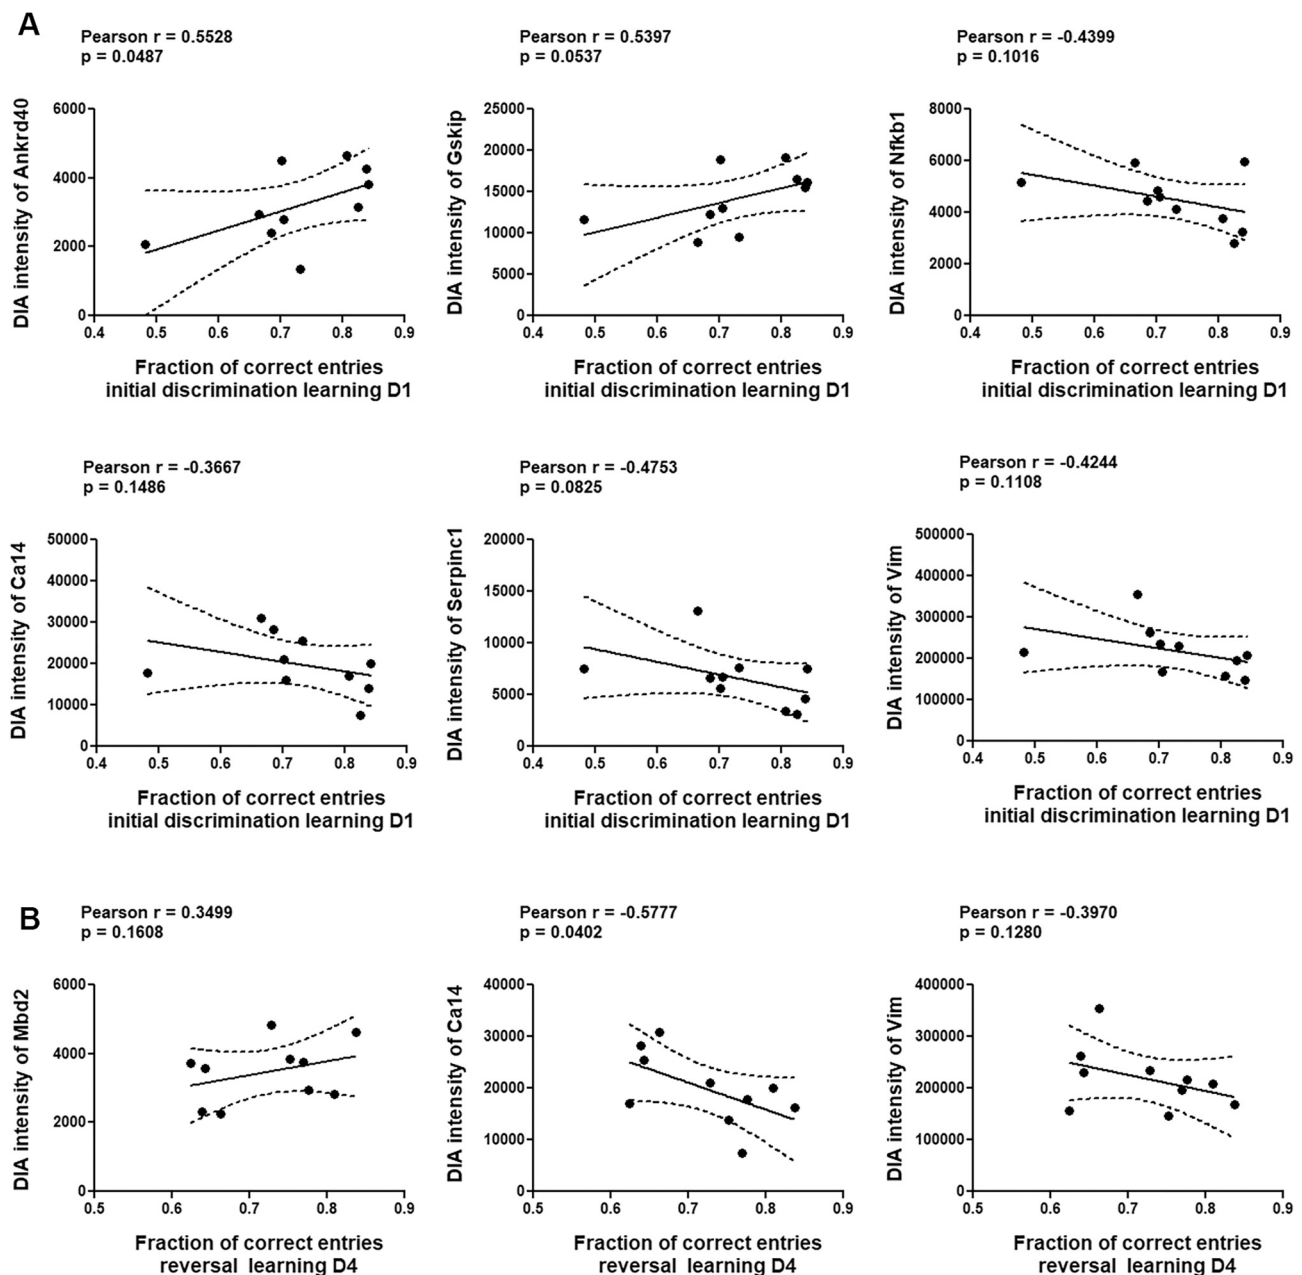 A
Pearson r = 0.5528
p = 0.0487
DIA intensity of Ankrd40
6000
4000
2000
0
0.4 0.5 0.6 0.7 0.8 0.9
Fraction of correct entries
initial discrimination learning D1
Pearson r = 0.5397
p = 0.0537
DIA intensity of Gskip
25000
20000
15000
10000
5000
0
0.4 0.5 0.6 0.7 0.8 0.9
Fraction of correct entries
initial discrimination learning D1
Pearson r = -0.4399
p = 0.1016
DIA intensity of Nfkb1
8000
6000
4000
2000
0
0.4 0.5 0.6 0.7 0.8 0.9
Fraction of correct entries
initial discrimination learning D1
Pearson r = -0.3667
p = 0.1486
DIA intensity of Ca14
50000
40000
30000
20000
10000
0
0.4 0.5 0.6 0.7 0.8 0.9
Fraction of correct entries
initial discrimination learning D1
Pearson r = -0.4753
p = 0.0825
DIA intensity of Serpinc1
20000
15000
10000
5000
0
0.4 0.5 0.6 0.7 0.8 0.9
Fraction of correct entries
initial discrimination learning D1
Pearson r = -0.4244
p = 0.1108
DIA intensity of Vim
500000
400000
300000
200000
100000
0
0.4 0.5 0.6 0.7 0.8 0.9
Fraction of correct entries
initial discrimination learning D1
B
Pearson r = 0.3499
p = 0.1608
DIA intensity of Mbd2
6000
4000
2000
0
0.5 0.6 0.7 0.8 0.9
Fraction of correct entries
reversal learning D4
Pearson r = -0.5777
p = 0.0402
DIA intensity of Ca14
40000
30000
20000
10000
0
0.5 0.6 0.7 0.8 0.9
Fraction of correct entries
reversal learning D4
Pearson r = -0.3970
p = 0.1280
DIA intensity of Vim
400000
300000
200000
100000
0
0.5 0.6 0.7 0.8 0.9
Fraction of correct entries
reversal learning D4